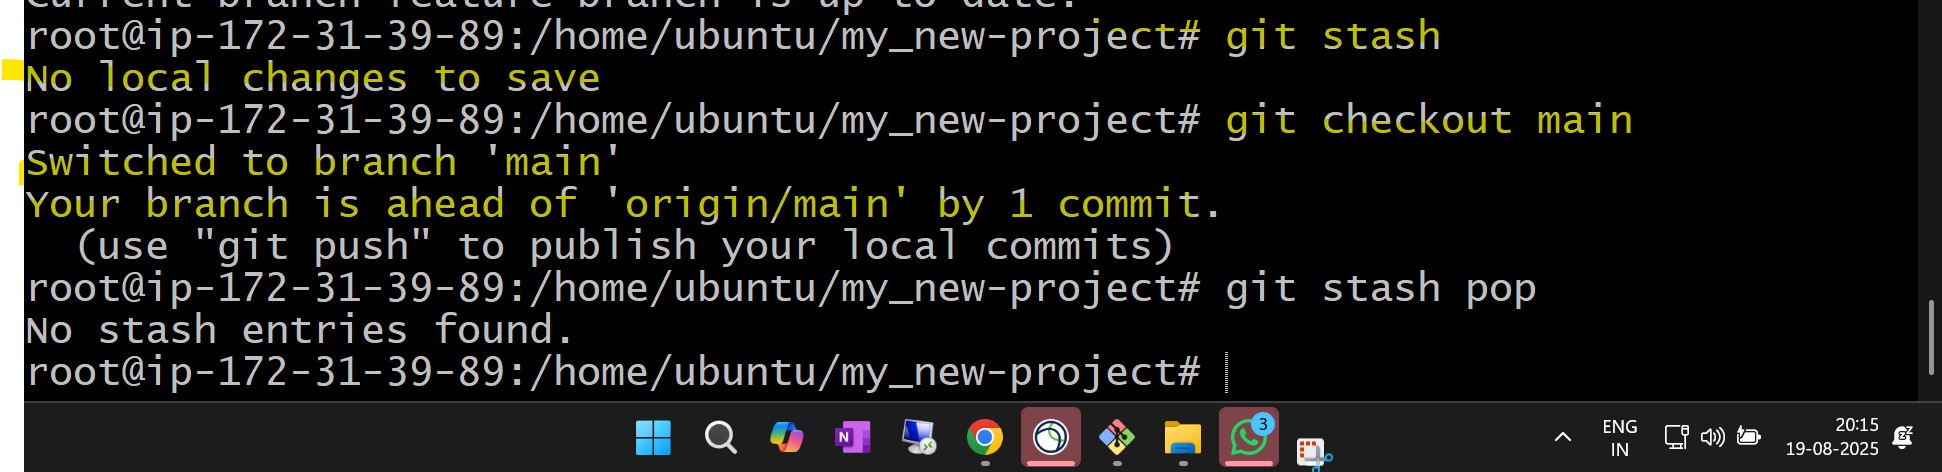 Current branch feature branch is up to date.
root@ip-172-31-39-89:/home/ubuntu/my_new-project# git stash
No local changes to save
root@ip-172-31-39-89:/home/ubuntu/my_new-project# git checkout main
Switched to branch 'main'
Your branch is ahead of 'origin/main' by 1 commit.
  (use "git push" to publish your local commits)
root@ip-172-31-39-89:/home/ubuntu/my_new-project# git stash pop
No stash entries found.
root@ip-172-31-39-89:/home/ubuntu/my_new-project#
N
3
ENG
IN
20:15
19-08-2025